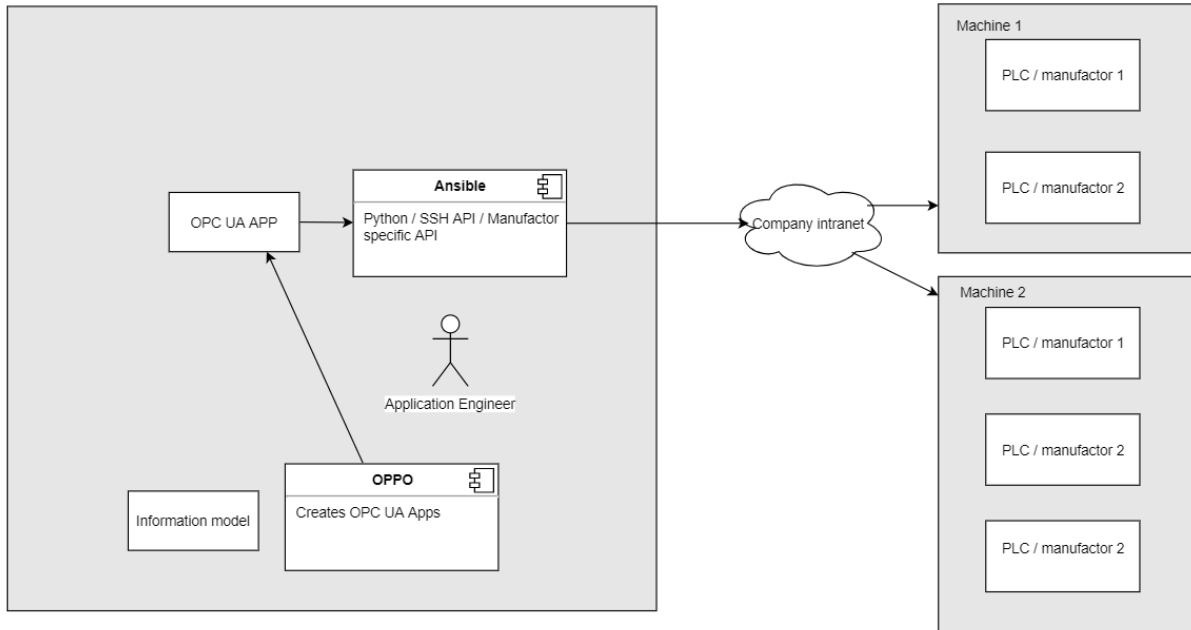 Machine 1
PLC / manufactor 1
PLC / manufactor 2
OPC UA APP
Ansible
Python / SSH API / Manufactor
specific API
Company intranet
Machine 2
PLC / manufactor 1
PLC / manufactor 2
PLC / manufactor 2
Application Engineer
OPPO
Creates OPC UA Apps
Information model